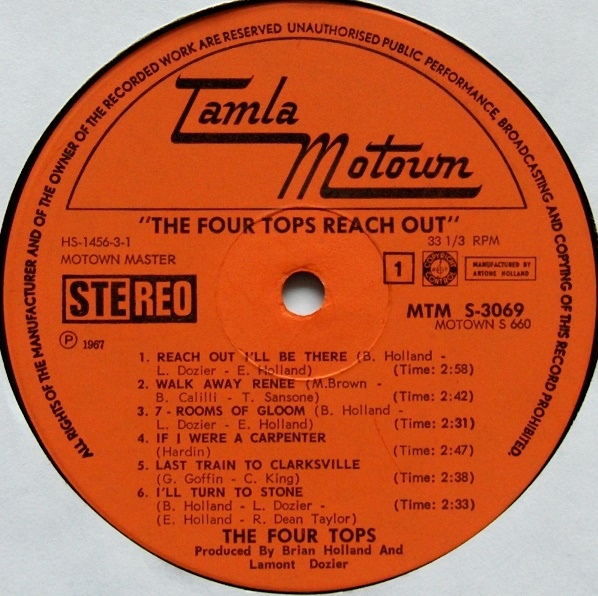 ALL RIGHTS OF THE MANUFACTURER AND OF THE OWNER OF THE RECORDED WORK ARE RESERVED UNAUTHORISED PUBLIC PERFORMANCE, BROADCASTING AND COPYING OF THIS RECORD PROHIBITED.
Tamla
Motown
"THE FOUR TOPS REACH OUT"
HS-1456-3-1
33 1/3 RPM
MOTOWN MASTER
1
COPYRIGHT
CONTROL
MANUFACTURED BY
ARTONE HOLLAND
STEREO
MTM S-3069
MOTOWN S 660
Ⓟ 1967
1. REACH OUT I'LL BE THERE (B. Holland -
L. Dozier - E. Holland) (Time: 2:58)
2. WALK AWAY RENEE (M.Brown -
B. Calilli - T. Sansone) (Time: 2:42)
3. 7 - ROOMS OF GLOOM (B. Holland -
L. Dozier - E. Holland) (Time: 2:31)
4. IF I WERE A CARPENTER
(Hardin) (Time: 2:47)
5. LAST TRAIN TO CLARKSVILLE
(G. Goffin - C. King) (Time: 2:38)
6. I'LL TURN TO STONE
(B. Holland - L. Dozier - (Time: 2:33)
(E. Holland - R. Dean Taylor)
THE FOUR TOPS
Produced By Brian Holland And
Lamont Dozier